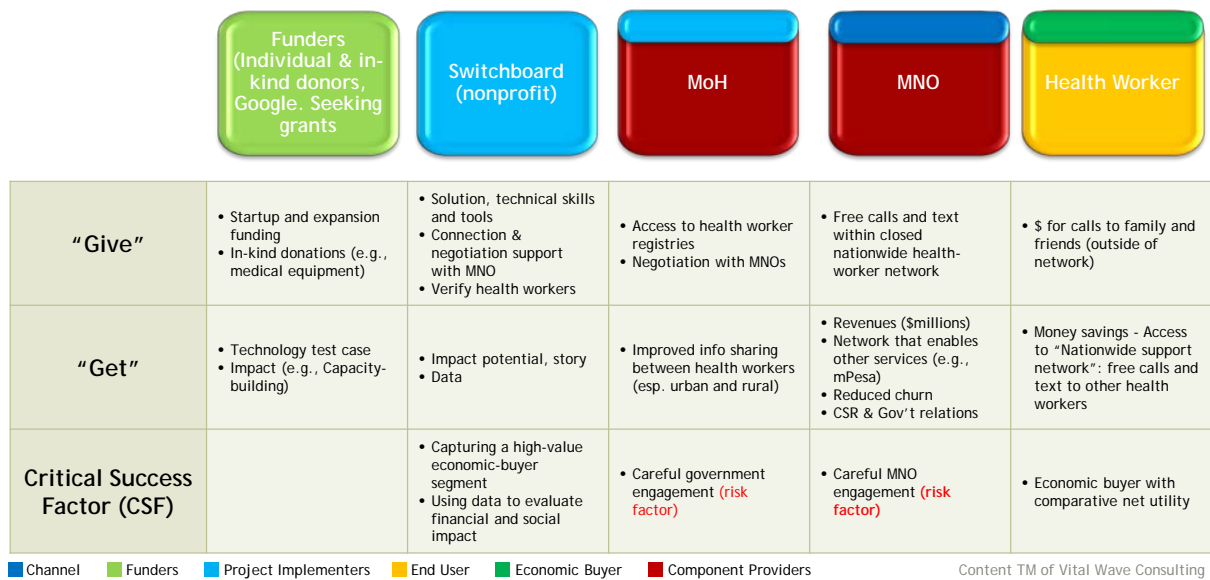 Funders
(Individual & in-
kind donors,
Google. Seeking
grants
Switchboard
(nonprofit)
MoH
MNO
Health Worker
“Give”
• Startup and expansion
funding
• In-kind donations (e.g.,
medical equipment)
• Solution, technical skills
and tools
• Connection &
negotiation support
with MNO
• Verify health workers
• Access to health worker
registries
• Negotiation with MNOs
• Free calls and text
within closed
nationwide health-
worker network
• $ for calls to family and
friends (outside of
network)
“Get”
• Technology test case
• Impact (e.g., Capacity-
building)
• Impact potential, story
• Data
• Improved info sharing
between health workers
(esp. urban and rural)
• Revenues ($millions)
• Network that enables
other services (e.g.,
mPesa)
• Reduced churn
• CSR & Gov’t relations
• Money savings - Access
to “Nationwide support
network”: free calls and
text to other health
workers
Critical Success
Factor (CSF)
• Capturing a high-value
economic-buyer
segment
• Using data to evaluate
financial and social
impact
• Careful government
engagement (risk
factor)
• Careful MNO
engagement (risk
factor)
• Economic buyer with
comparative net utility
Channel
Funders
Project Implementers
End User
Economic Buyer
Component Providers
Content TM of Vital Wave Consulting